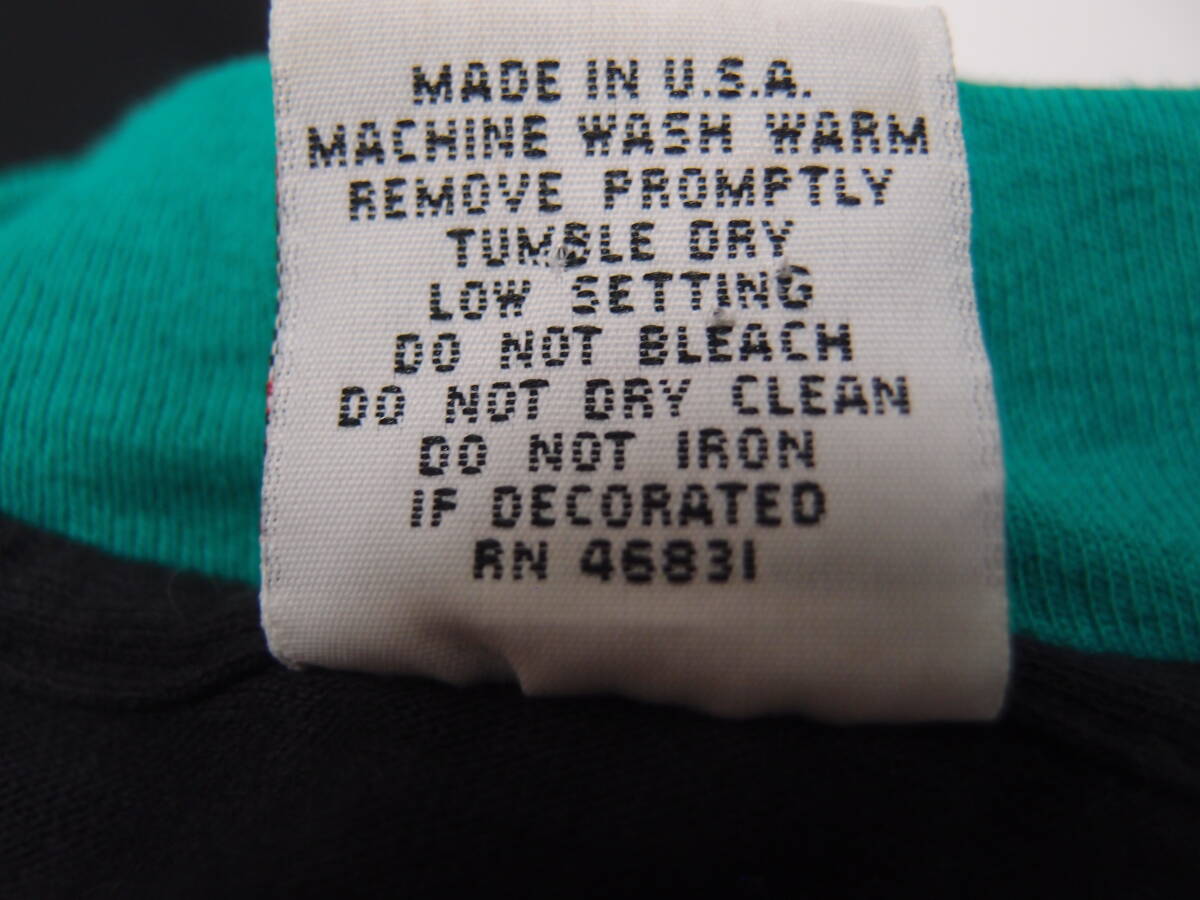 MADE IN U.S.A.
MACHINE WASH WARM
REMOVE PROMPTLY
TUMBLE DRY
LOW SETTING
DO NOT BLEACH
DO NOT DRY CLEAN
DO NOT IRON
IF DECORATED
RN 46831